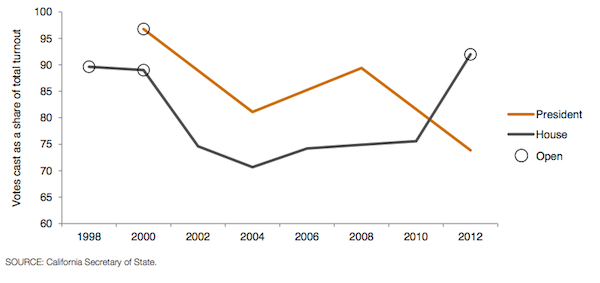 Votes cast as a share of total turnout
100
95
90
85
80
75
70
65
60
1998 2000 2002 2004 2006 2008 2010 2012
President
House
Open
SOURCE: California Secretary of State.